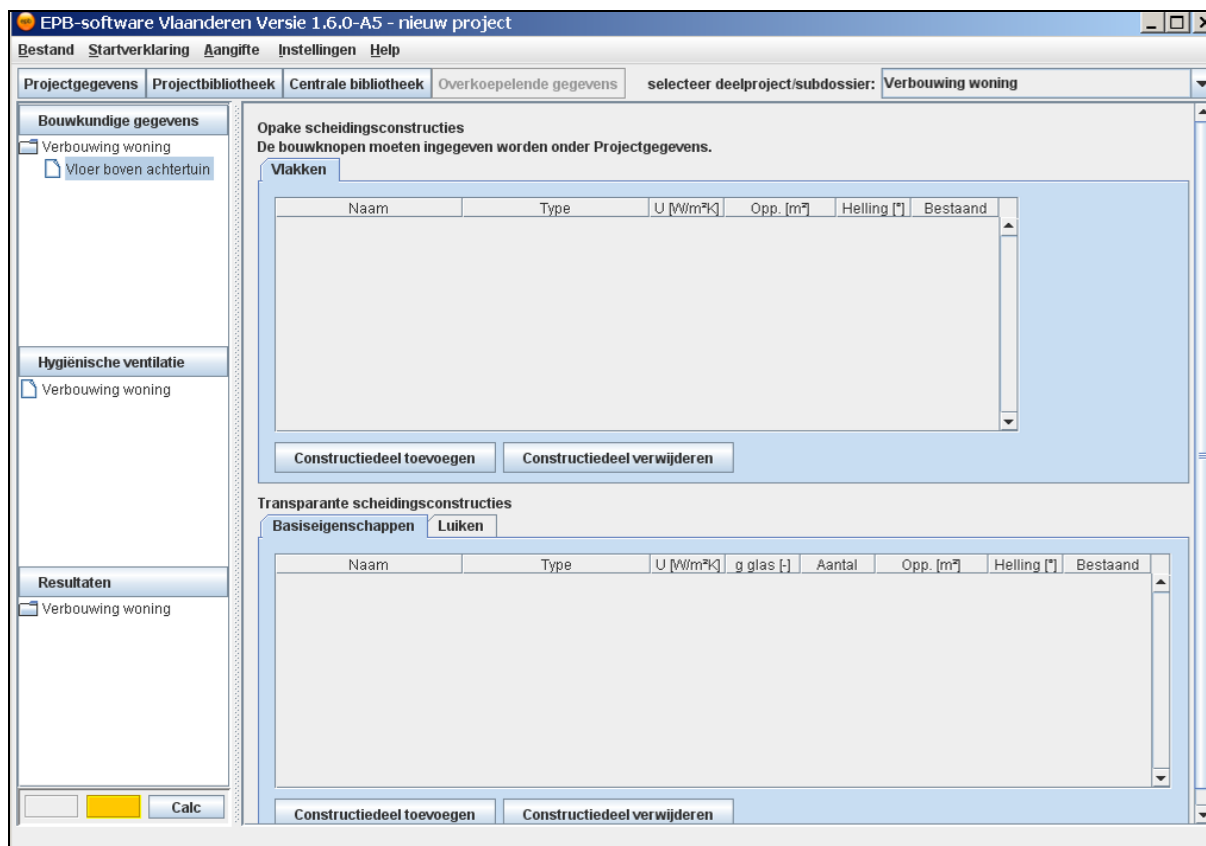 EPB-software Vlaanderen Versie 1.6.0-A5 - nieuw project
Bestand Startverklaring Aangifte Instellingen Help
Projectgegevens Projectbibliotheek Centrale bibliotheek Overkoepelende gegevens selecteer deelproject/subdossier: Verbouwing woning
Bouwkundige gegevens
Verbouwing woning
Vloer boven achtertuin
Hygiënische ventilatie
Verbouwing woning
Resultaten
Verbouwing woning
Calc
Opake scheidingsconstructies
De bouwknopen moeten ingegeven worden onder Projectgegevens.
Vlakken
Naam Type U [W/m²K] Opp. [m²] Helling [°] Bestaand
Constructiedeel toevoegen Constructiedeel verwijderen
Transparante scheidingsconstructies
Basiseigenschappen Luiken
Naam Type U [W/m²K] g glas [-] Aantal Opp. [m²] Helling [°] Bestaand
Constructiedeel toevoegen Constructiedeel verwijderen